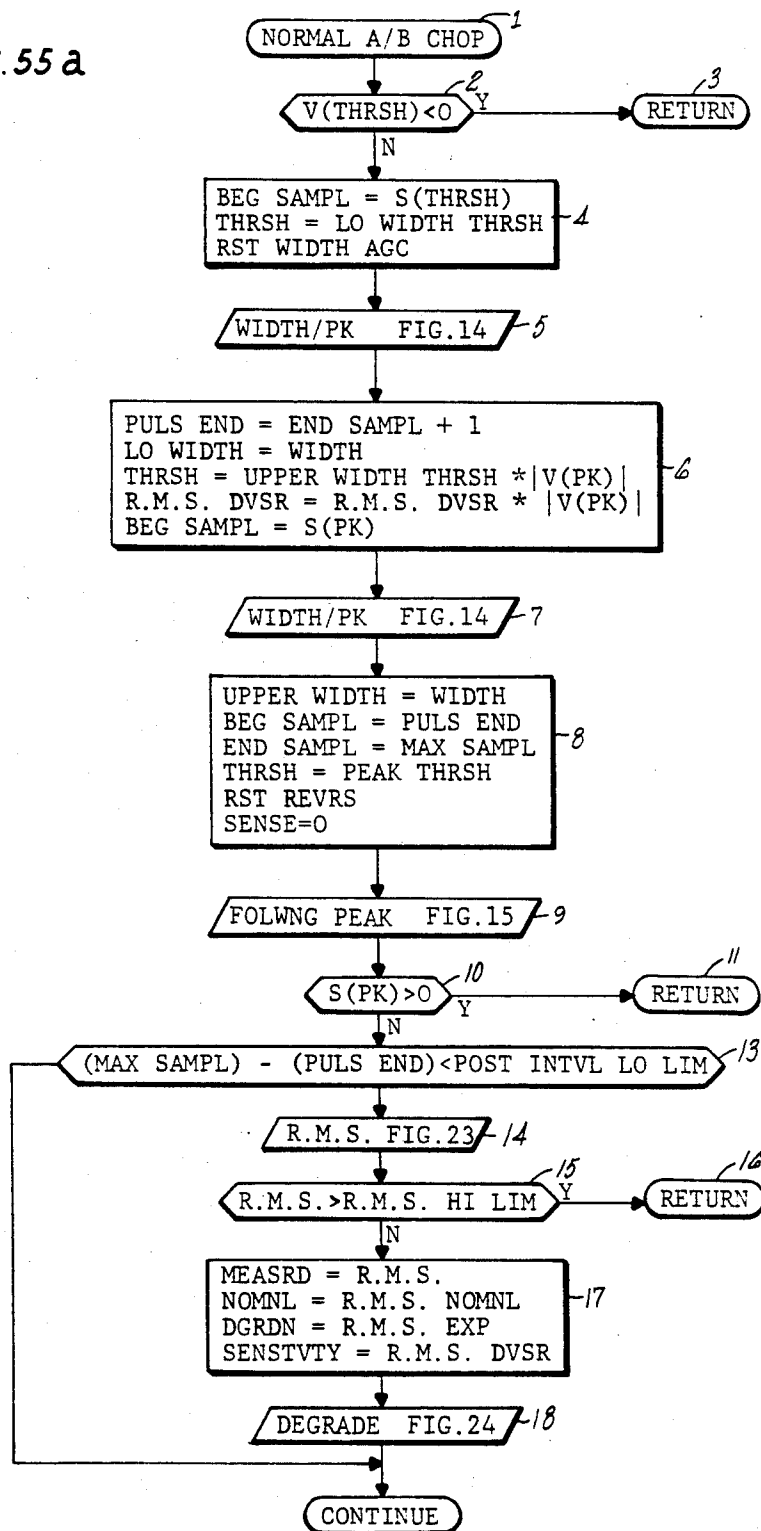 .55a
1
NORMAL A/B CHOP
2
3
V(THRSH)<0
Y
RETURN
N
BEG SAMPL = S(THRSH)
THRSH = LO WIDTH THRSH
RST WIDTH AGC
4
WIDTH/PK FIG.14
5
PULS END = END SAMPL + 1
LO WIDTH = WIDTH
THRSH = UPPER WIDTH THRSH *|V(PK)|
R.M.S. DVSR = R.M.S. DVSR * |V(PK)|
BEG SAMPL = S(PK)
6
WIDTH/PK FIG.14
7
UPPER WIDTH = WIDTH
BEG SAMPL = PULS END
END SAMPL = MAX SAMPL
THRSH = PEAK THRSH
RST REVRS
SENSE=0
8
FOLWNG PEAK FIG.15
9
10
11
S(PK)>0
Y
RETURN
N
(MAX SAMPL) - (PULS END)<POST INTVL LO LIM
13
R.M.S. FIG.23
14
15
16
R.M.S.>R.M.S. HI LIM
Y
RETURN
N
MEASRD = R.M.S.
NOMNL = R.M.S. NOMNL
DGRDN = R.M.S. EXP
SENSTVTY = R.M.S. DVSR
17
DEGRADE FIG.24
18
CONTINUE